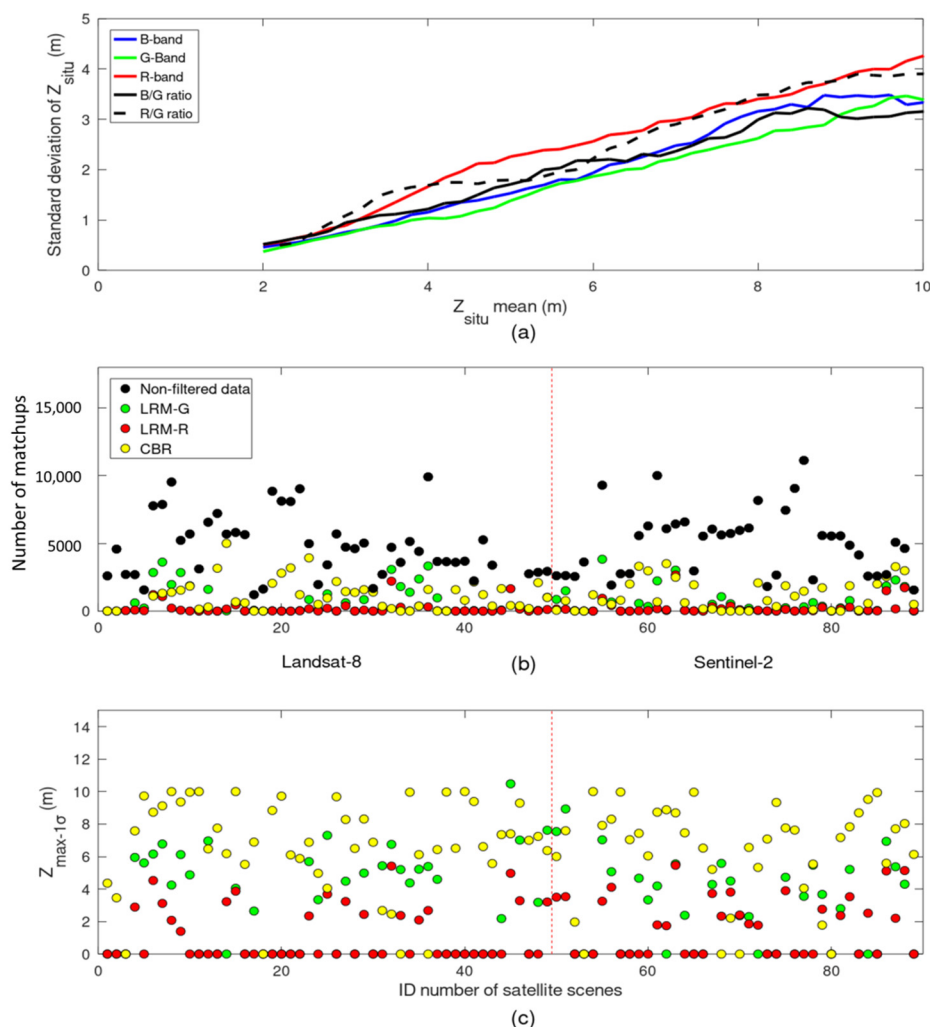 5
4
3
2
1
0
Standard deviation of Z_situ (m)
B-band
G-Band
R-band
B/G ratio
R/G ratio
0 2 4 6 8 10
Z_situ mean (m)
(a)
15,000
10,000
5000
0
Number of matchups
Non-filtered data
LRM-G
LRM-R
CBR
0 20 40 60 80
Landsat-8 (b) Sentinel-2
14
12
10
8
6
4
2
0
Z_max-1σ (m)
0 20 40 60 80
ID number of satellite scenes
(c)